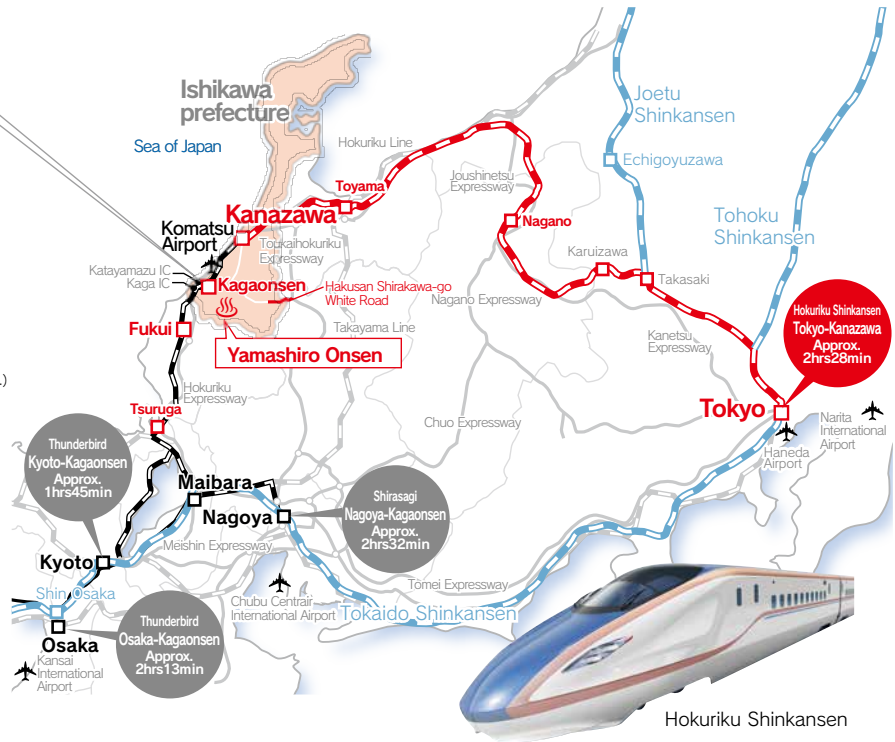 Ishikawa
prefecture
Sea of Japan
Hokuriku Line
Joetu
Shinkansen
Echigoyuzawa
Toyama
Joushinetsu
Expressway
Kanazawa
Nagano
Tohoku
Shinkansen
Komatsu
Airport
Toukaihokuriku
Expressway
Karuizawa
Takasaki
Katayamazu IC
Kaga IC
Kagaonsen
Hakusan Shirakawa-go
White Road
Nagano Expressway
Hokuriku Shinkansen
Tokyo-Kanazawa
Approx.
2hrs28min
Fukui
Takayama Line
Kanetsu
Expressway
Yamashiro Onsen
.)
Hokuriku
Expressway
Tsuruga
Tokyo
Narita
International
Airport
Haneda
Airport
Chuo Expressway
Thunderbird
Kyoto-Kagaonsen
Approx.
1hrs45min
Maibara
Nagoya
Shirasagi
Nagoya-Kagaonsen
Approx.
2hrs32min
Meishin Expressway
Kyoto
Tomei Expressway
Shin Osaka
Chubu Centrair
International Airport
Tokaido Shinkansen
Thunderbird
Osaka-Kagaonsen
Approx.
2hrs13min
Osaka
Kansai
International
Airport
Hokuriku Shinkansen